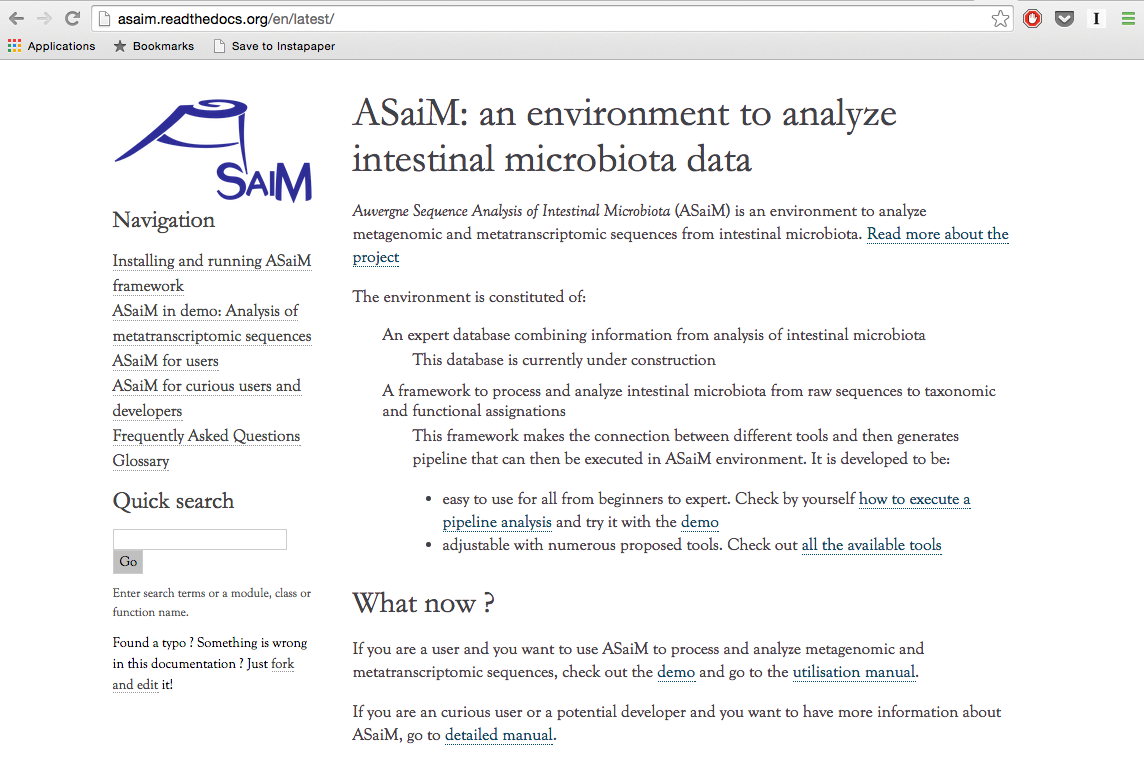 asaim.readthedocs.org/en/latest/
Applications Bookmarks Save to Instapaper
SAIM
Navigation
Installing and running ASaiM
framework
ASaiM in demo: Analysis of
metatranscriptomic sequences
ASaiM for users
ASaiM for curious users and
developers
Frequently Asked Questions
Glossary
Quick search
Go
Enter search terms or a module, class or
function name.
Found a typo ? Something is wrong
in this documentation ? Just fork
and edit it!
ASaiM: an environment to analyze
intestinal microbiota data
Auvergne Sequence Analysis of Intestinal Microbiota (ASaiM) is an environment to analyze
metagenomic and metatranscriptomic sequences from intestinal microbiota. Read more about the
project
The environment is constituted of:
An expert database combining information from analysis of intestinal microbiota
This database is currently under construction
A framework to process and analyze intestinal microbiota from raw sequences to taxonomic
and functional assignations
This framework makes the connection between different tools and then generates
pipeline that can then be executed in ASaiM environment. It is developed to be:
• easy to use for all from beginners to expert. Check by yourself how to execute a
pipeline analysis and try it with the demo
• adjustable with numerous proposed tools. Check out all the available tools
What now ?
If you are a user and you want to use ASaiM to process and analyze metagenomic and
metatranscriptomic sequences, check out the demo and go to the utilisation manual.
If you are an curious user or a potential developer and you want to have more information about
ASaiM, go to detailed manual.